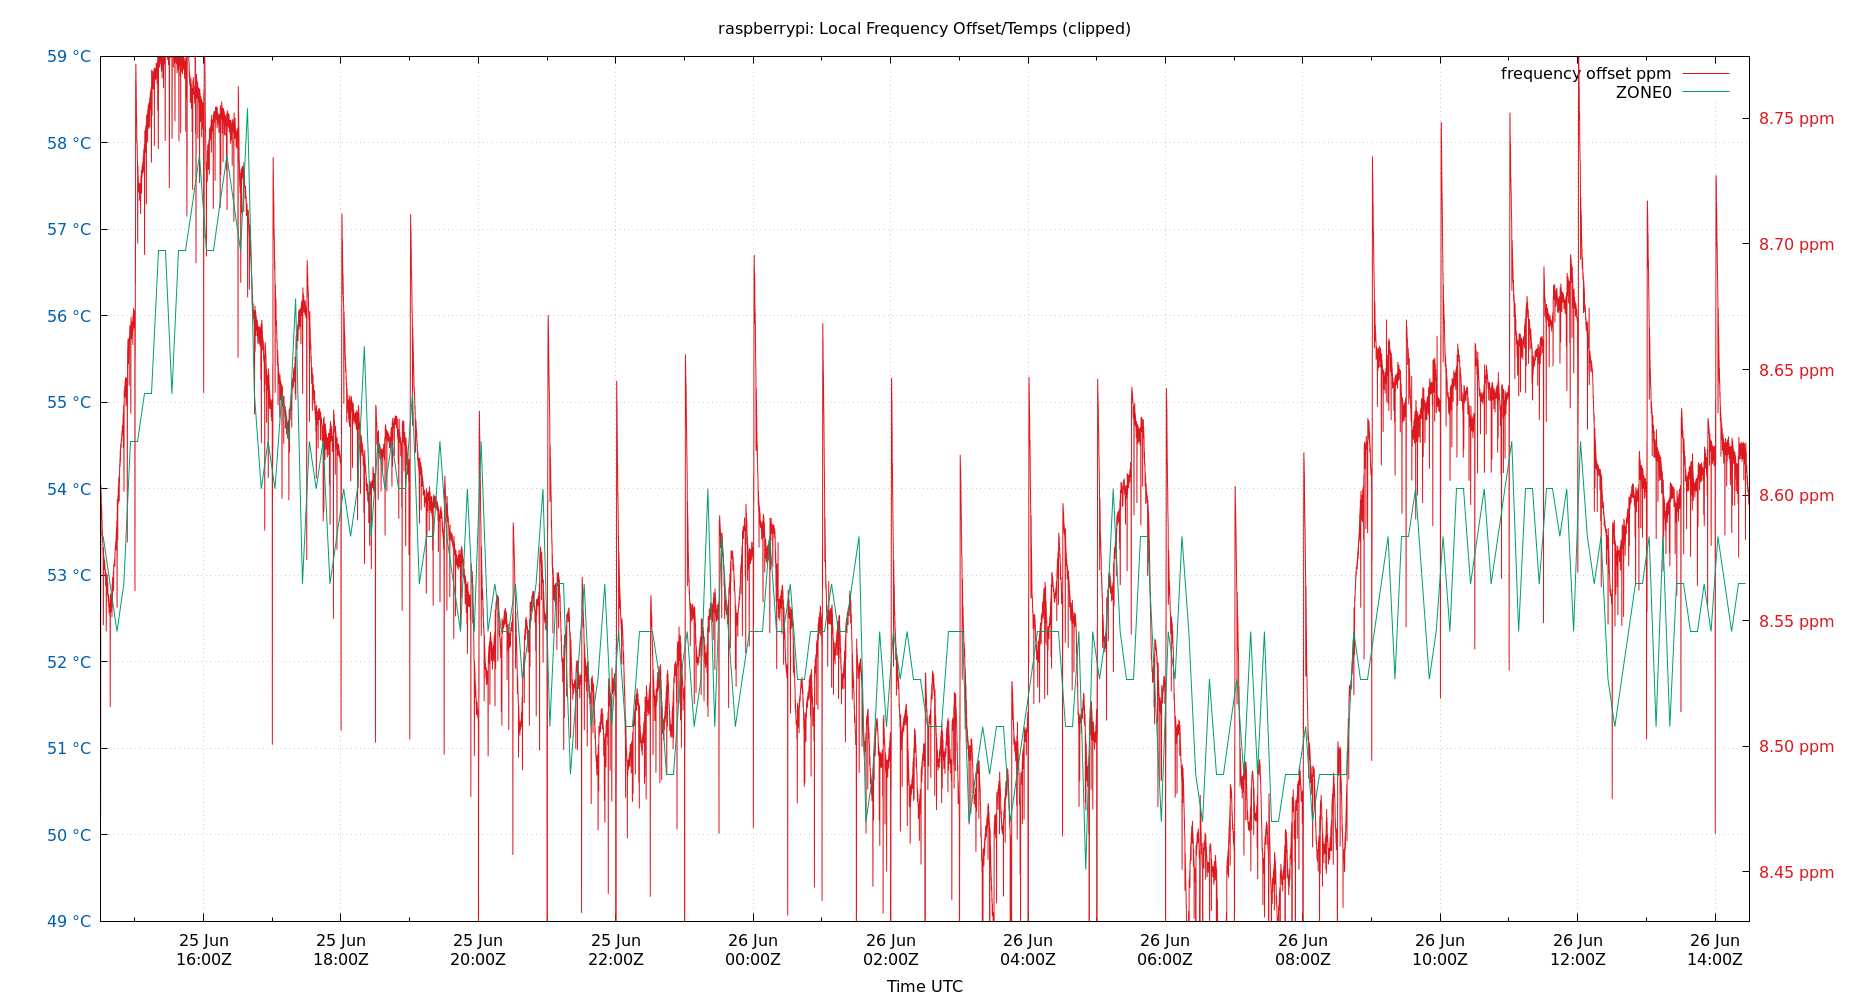 raspberrypi: Local Frequency Offset/Temps (clipped)
59 °C
58 °C
57 °C
56 °C
55 °C
54 °C
53 °C
52 °C
51 °C
50 °C
49 °C
frequency offset ppm
ZONE0
8.75 ppm
8.70 ppm
8.65 ppm
8.60 ppm
8.55 ppm
8.50 ppm
8.45 ppm
25 Jun
16:00Z
25 Jun
18:00Z
25 Jun
20:00Z
25 Jun
22:00Z
26 Jun
00:00Z
26 Jun
02:00Z
26 Jun
04:00Z
26 Jun
06:00Z
26 Jun
08:00Z
26 Jun
10:00Z
26 Jun
12:00Z
26 Jun
14:00Z
Time UTC